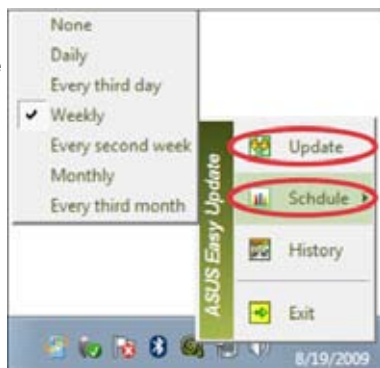 None
Daily
Every third day
Weekly
Every second week
Monthly
Every third month
ASUS Easy Update
Update
Schdule
History
Exit
8/19/2009